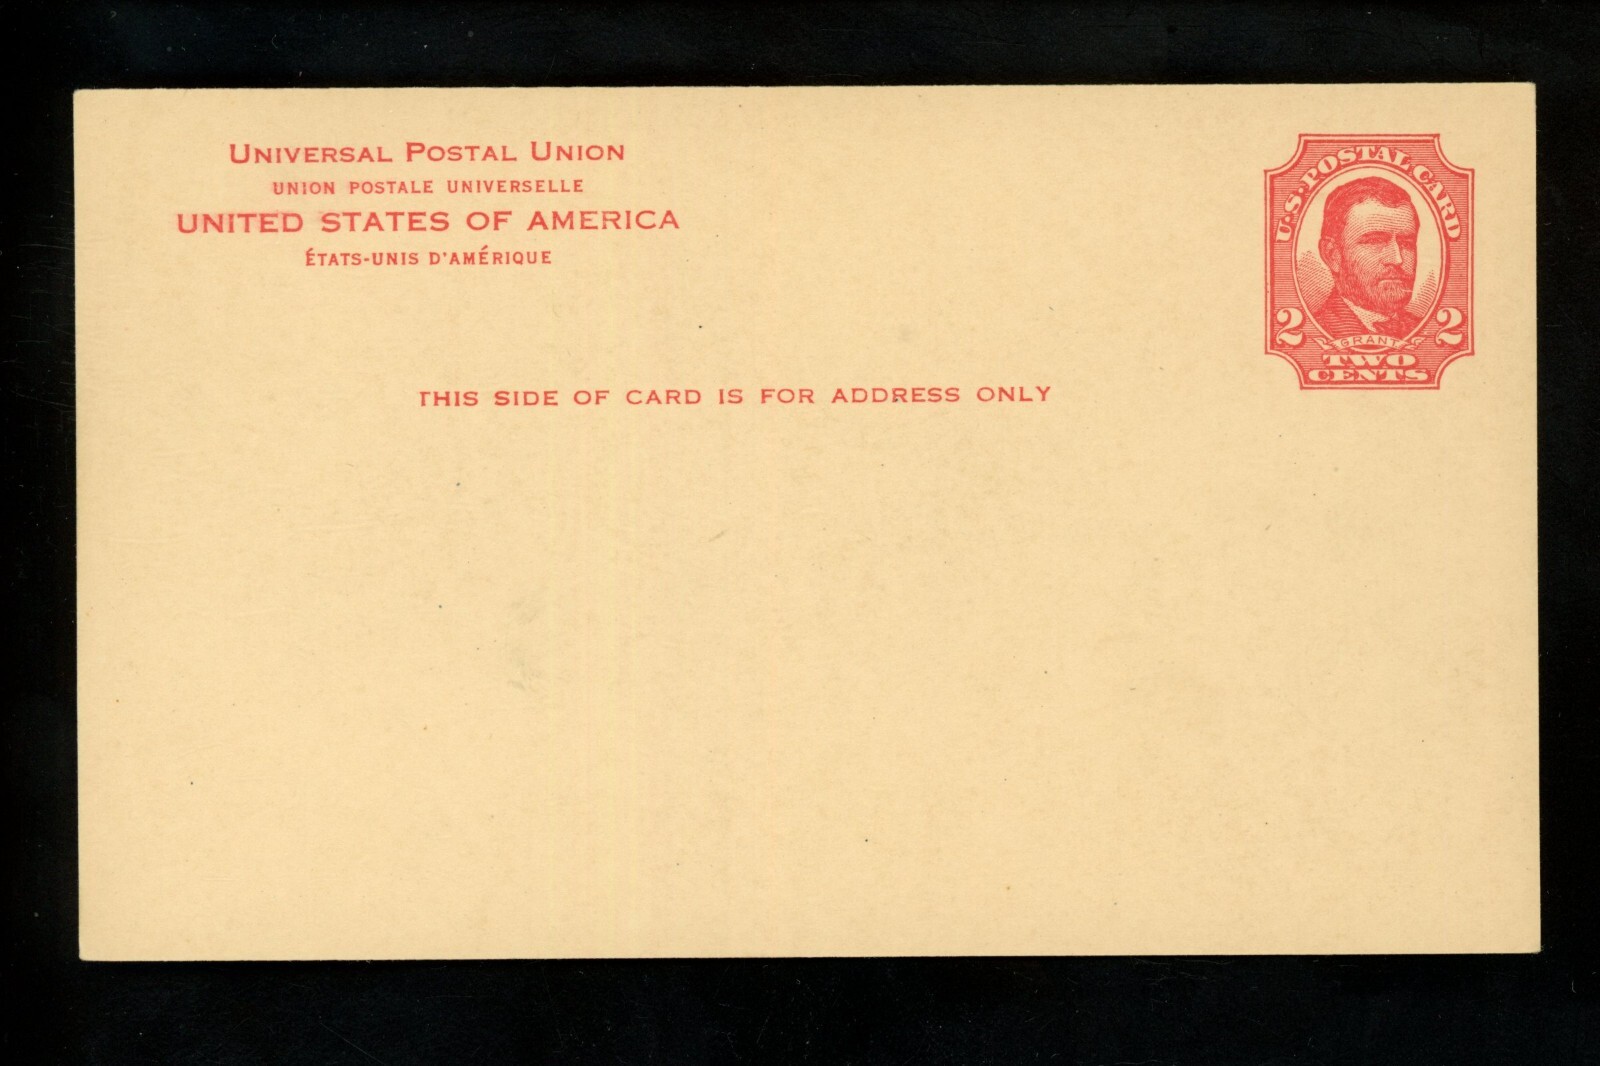 UNIVERSAL POSTAL UNION
UNION POSTALE UNIVERSELLE
UNITED STATES OF AMERICA
ÉTATS-UNIS D'AMÉRIQUE
THIS SIDE OF CARD IS FOR ADDRESS ONLY
U.S. POSTAL CARD
2 2
GRANT
TWO
CENTS